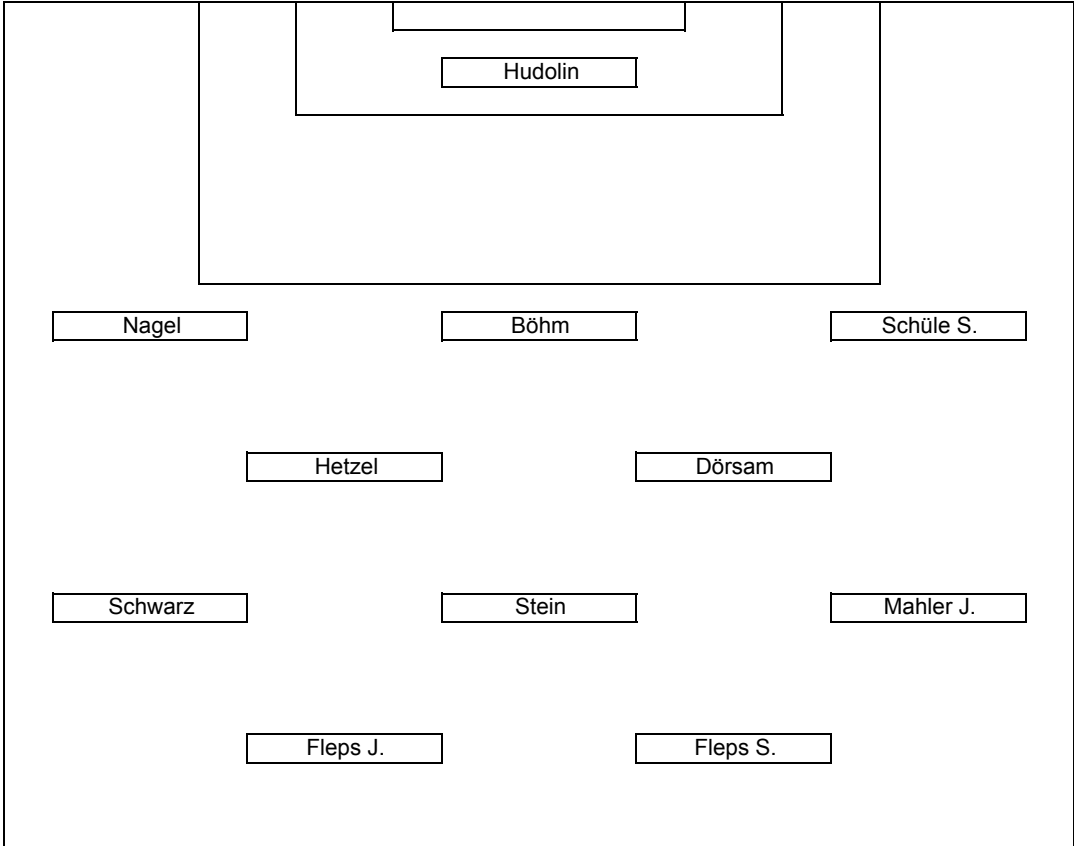 Hudolin
Nagel Böhm Schüle S.
Hetzel Dörsam
Schwarz Stein Mahler J.
Fleps J. Fleps S.